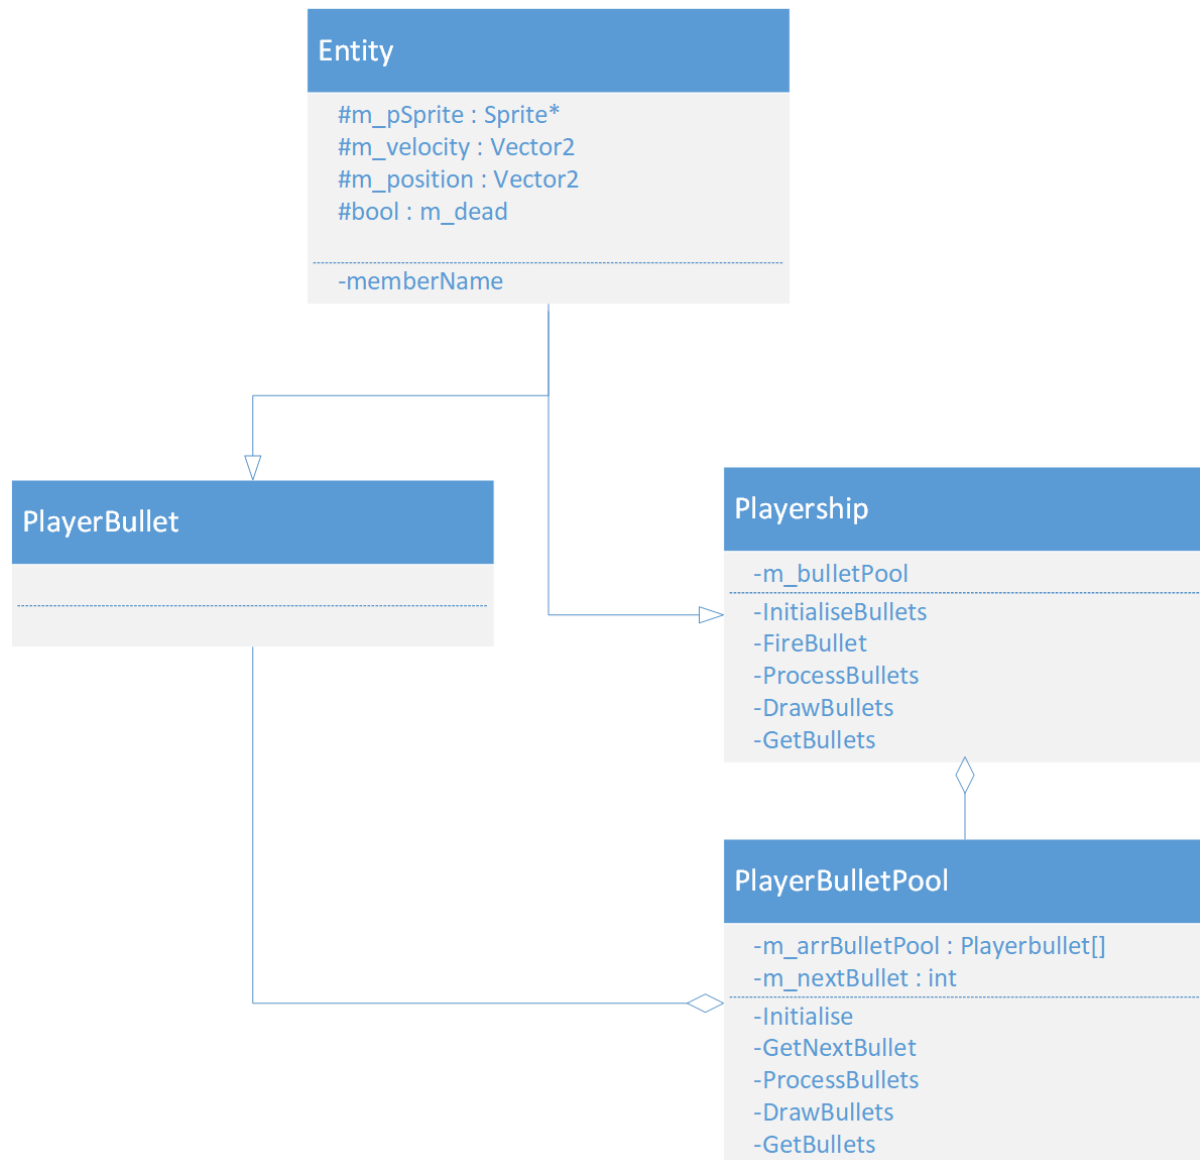 Entity
#m_pSprite : Sprite*
#m_velocity : Vector2
#m_position : Vector2
#bool : m_dead
-memberName
PlayerBullet
Playership
-m_bulletPool
-InitialiseBullets
-FireBullet
-ProcessBullets
-DrawBullets
-GetBullets
PlayerBulletPool
-m_arrBulletPool : Playerbullet[]
-m_nextBullet : int
-Initialise
-GetNextBullet
-ProcessBullets
-DrawBullets
-GetBullets